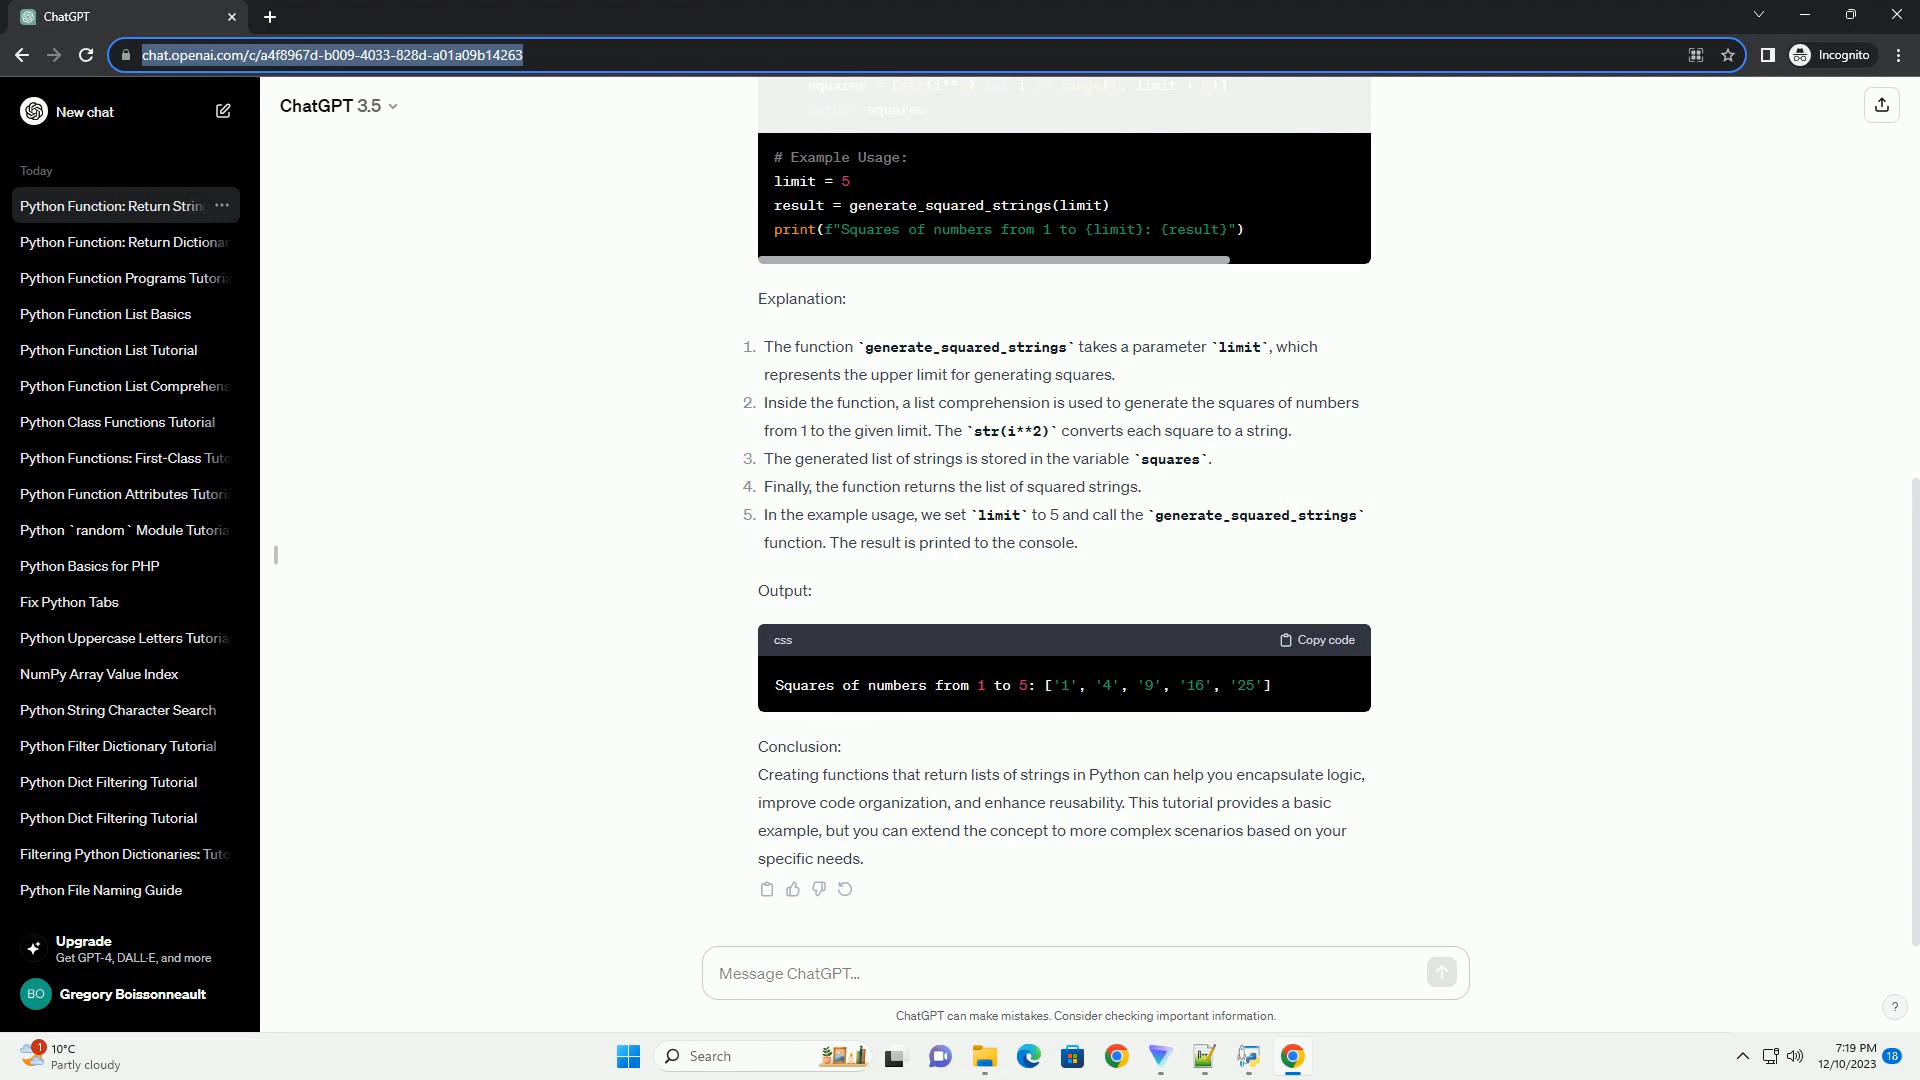 ChatGPT
chat.openai.com/c/a4f8967d-b009-4033-828d-a01a09b14263
Incognito
New chat
ChatGPT 3.5
Today
Python Function: Return Strin
Python Function: Return Dictionar
Python Function Programs Tutoria
Python Function List Basics
Python Function List Tutorial
Python Function List Comprehens
Python Class Functions Tutorial
Python Functions: First-Class Tuto
Python Function Attributes Tutori
Python `random` Module Tutoria
Python Basics for PHP
Fix Python Tabs
Python Uppercase Letters Tutoria
NumPy Array Value Index
Python String Character Search
Python Filter Dictionary Tutorial
Python Dict Filtering Tutorial
Python Dict Filtering Tutorial
Filtering Python Dictionaries: Tuto
Python File Naming Guide
Upgrade
Get GPT-4, DALL·E, and more
BO
Gregory Boissonneault
squares
# Example Usage:
limit = 5
result = generate_squared_strings(limit)
print(f"Squares of numbers from 1 to {limit}: {result}")
Explanation:
1. The function `generate_squared_strings` takes a parameter `limit`, which
represents the upper limit for generating squares.
2. Inside the function, a list comprehension is used to generate the squares of numbers
from 1 to the given limit. The `str(i**2)` converts each square to a string.
3. The generated list of strings is stored in the variable `squares`.
4. Finally, the function returns the list of squared strings.
5. In the example usage, we set `limit` to 5 and call the `generate_squared_strings`
function. The result is printed to the console.
Output:
css
Copy code
Squares of numbers from 1 to 5: ['1', '4', '9', '16', '25']
Conclusion:
Creating functions that return lists of strings in Python can help you encapsulate logic,
improve code organization, and enhance reusability. This tutorial provides a basic
example, but you can extend the concept to more complex scenarios based on your
specific needs.
Message ChatGPT...
ChatGPT can make mistakes. Consider checking important information.
?
1
10°C
Partly cloudy
Search
7:19 PM
12/10/2023
18